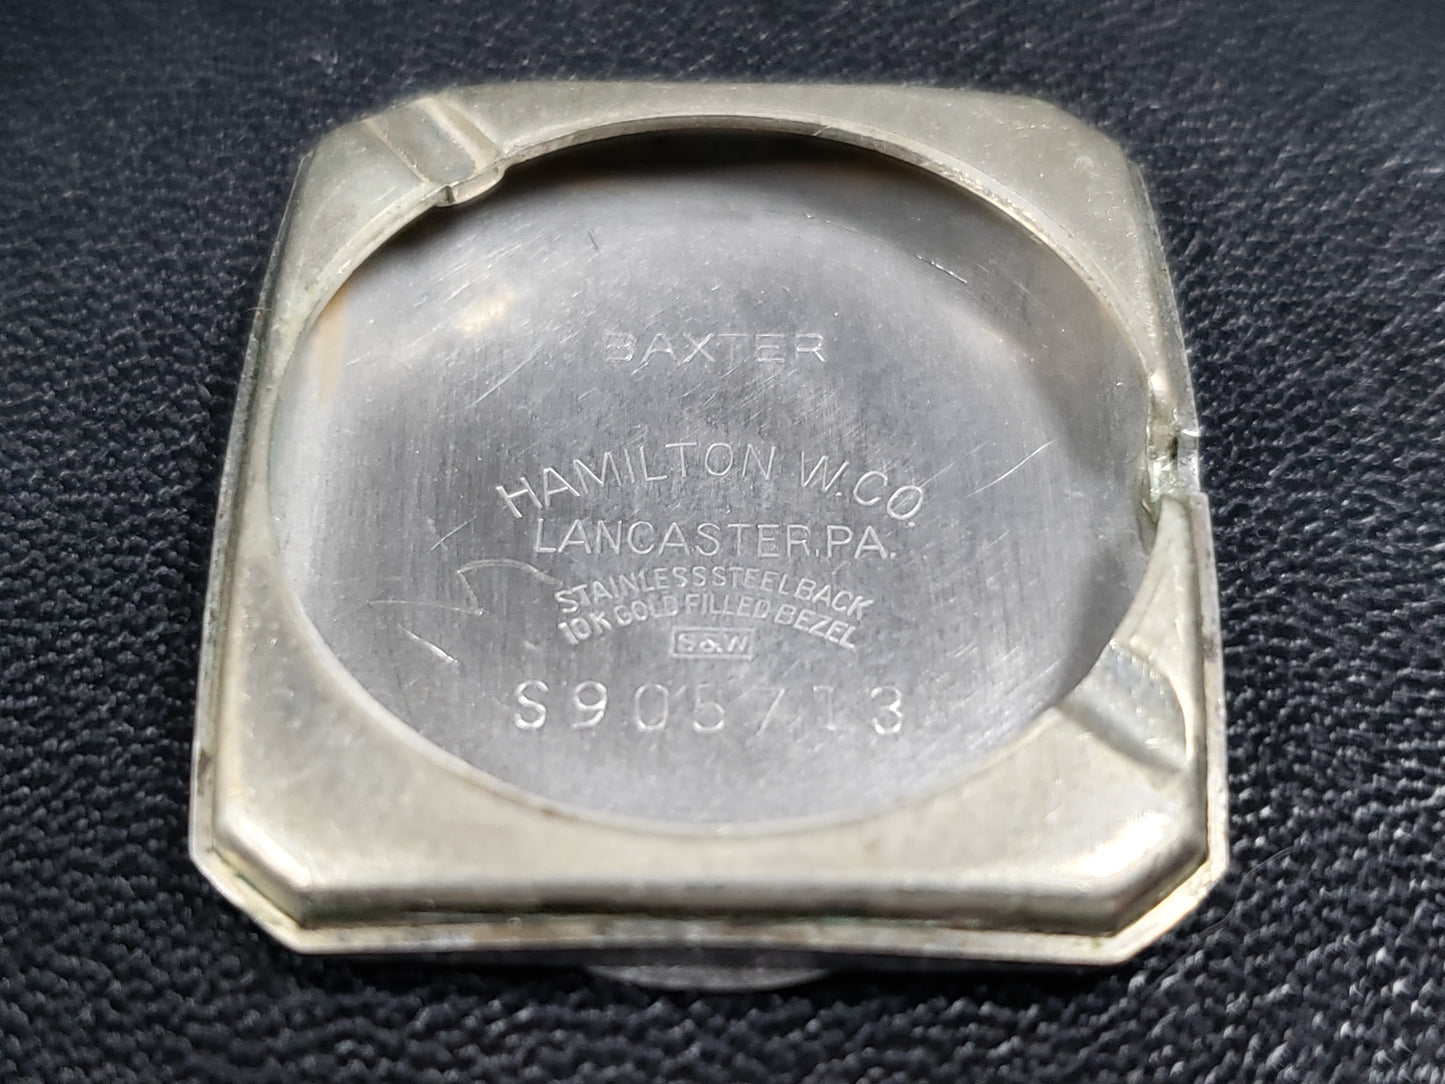 BAXTER
HAMILTON W.CO.
LANCASTER,PA.
STAINLESS STEEL BACK
10K GOLD FILLED BEZEL
S&W
S905713